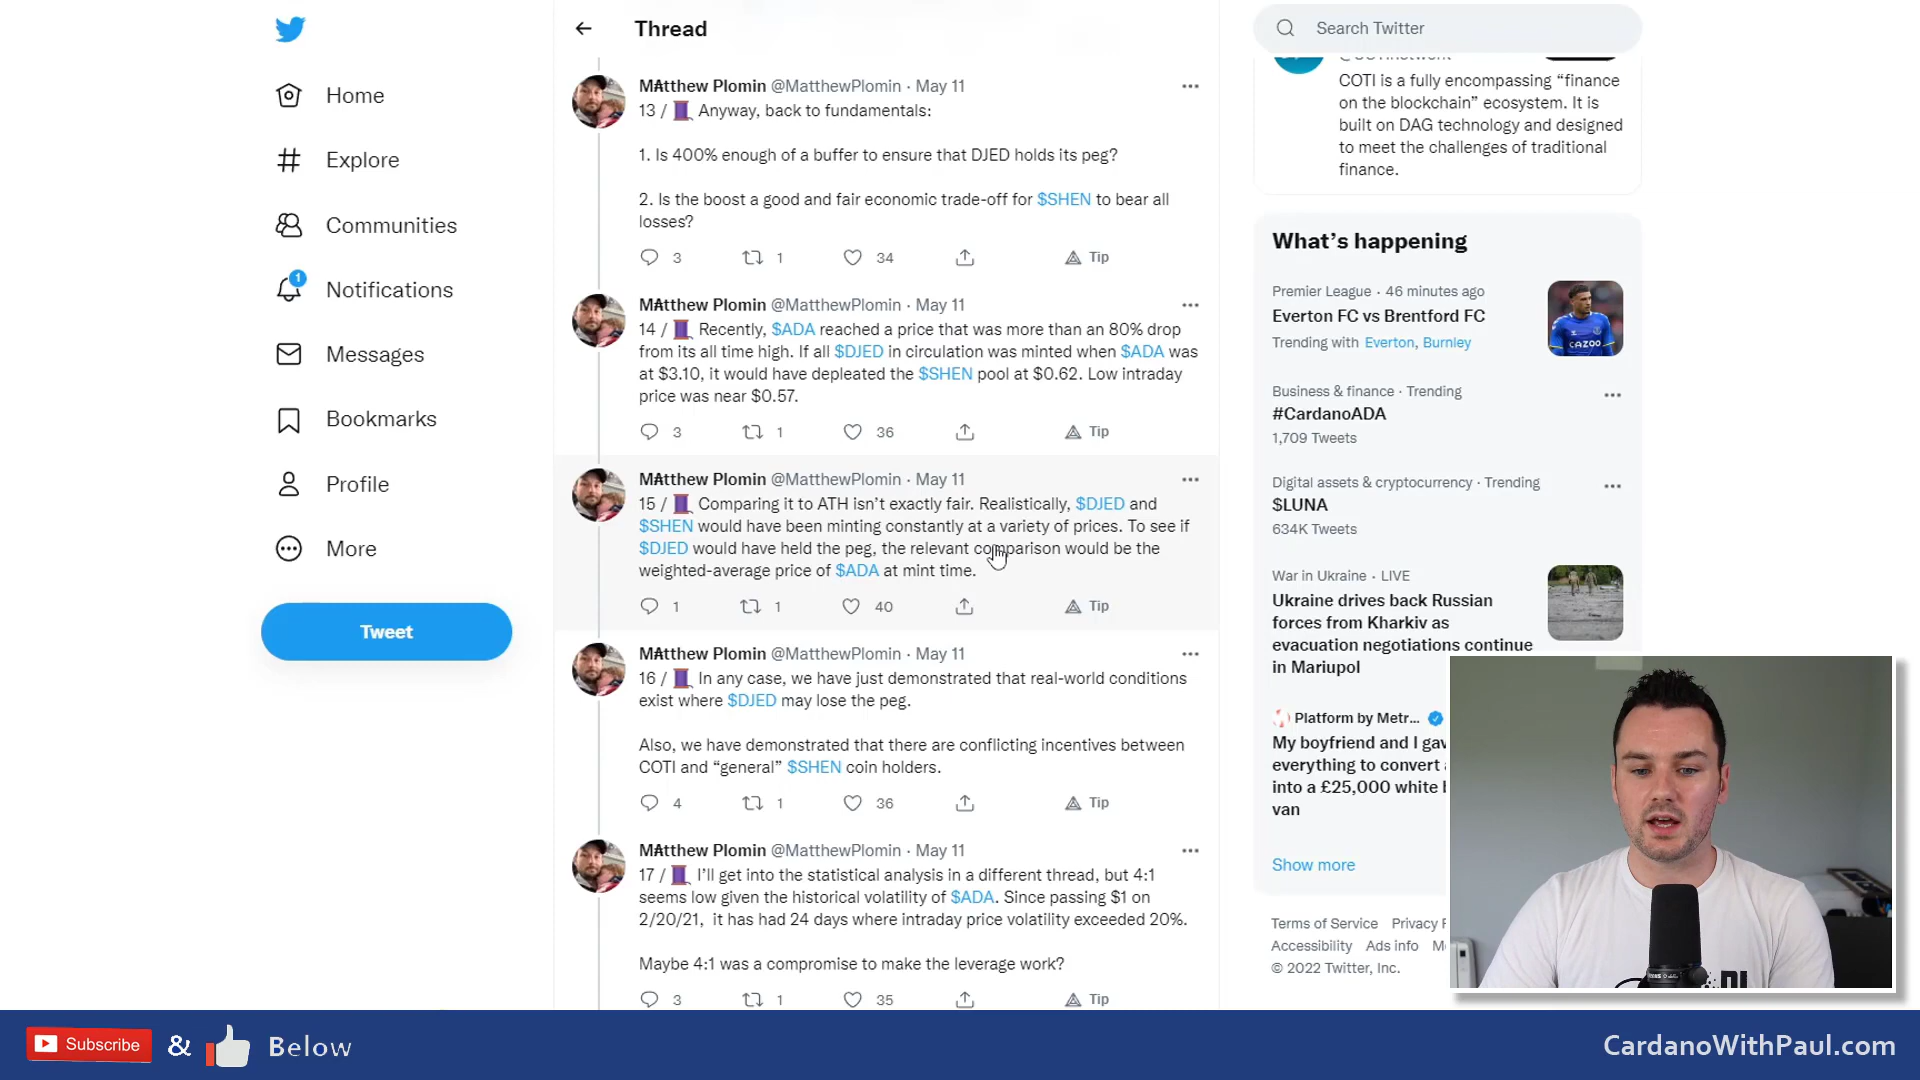 Home
Explore
Communities
1
Notifications
Messages
Bookmarks
Profile
More
Tweet
Thread
MĄtthew Plomin @MatthewPlomin · May 11
13 / 🧵 Anyway, back to fundamentals:
1. Is 400% enough of a buffer to ensure that DJED holds its peg?
2. Is the boost a good and fair economic trade-off for $SHEN to bear all
losses?
3 1 34 Tip
M₳tthew Plomin @MatthewPlomin · May 11
14 / 🧵 Recently, $ADA reached a price that was more than an 80% drop
from its all time high. If all $DJED in circulation was minted when $ADA was
at $3.10, it would have depleated the $SHEN pool at $0.62. Low intraday
price was near $0.57.
3 1 36 Tip
M₳tthew Plomin @MatthewPlomin · May 11
15 / 🧵 Comparing it to ATH isn’t exactly fair. Realistically, $DJED and
$SHEN would have been minting constantly at a variety of prices. To see if
$DJED would have held the peg, the relevant comparison would be the
weighted-average price of $ADA at mint time.
1 1 40 Tip
M₳tthew Plomin @MatthewPlomin · May 11
16 / 🧵 In any case, we have just demonstrated that real-world conditions
exist where $DJED may lose the peg.
Also, we have demonstrated that there are conflicting incentives between
COTI and “general” $SHEN coin holders.
4 1 36 Tip
M₳tthew Plomin @MatthewPlomin · May 11
17 / 🧵 I’ll get into the statistical analysis in a different thread, but 4:1
seems low given the historical volatility of $ADA. Since passing $1 on
2/20/21, it has had 24 days where intraday price volatility exceeded 20%.
Maybe 4:1 was a compromise to make the leverage work?
3 1 35 Tip
Search Twitter
COTI is a fully encompassing “finance
on the blockchain” ecosystem. It is
built on DAG technology and designed
to meet the challenges of traditional
finance.
What’s happening
Premier League · 46 minutes ago
Everton FC vs Brentford FC
Trending with Everton, Burnley
CAZOO
Business & finance · Trending
#CardanoADA
1,709 Tweets
Digital assets & cryptocurrency · Trending
$LUNA
634K Tweets
War in Ukraine · LIVE
Ukraine drives back Russian
forces from Kharkiv as
evacuation negotiations continue
in Mariupol
Platform by Metr...
My boyfriend and I gav
everything to convert
into a £25,000 white
van
Show more
Terms of Service Privacy
Accessibility Ads info
© 2022 Twitter, Inc.
Subscribe & Below
CardanoWithPaul.com